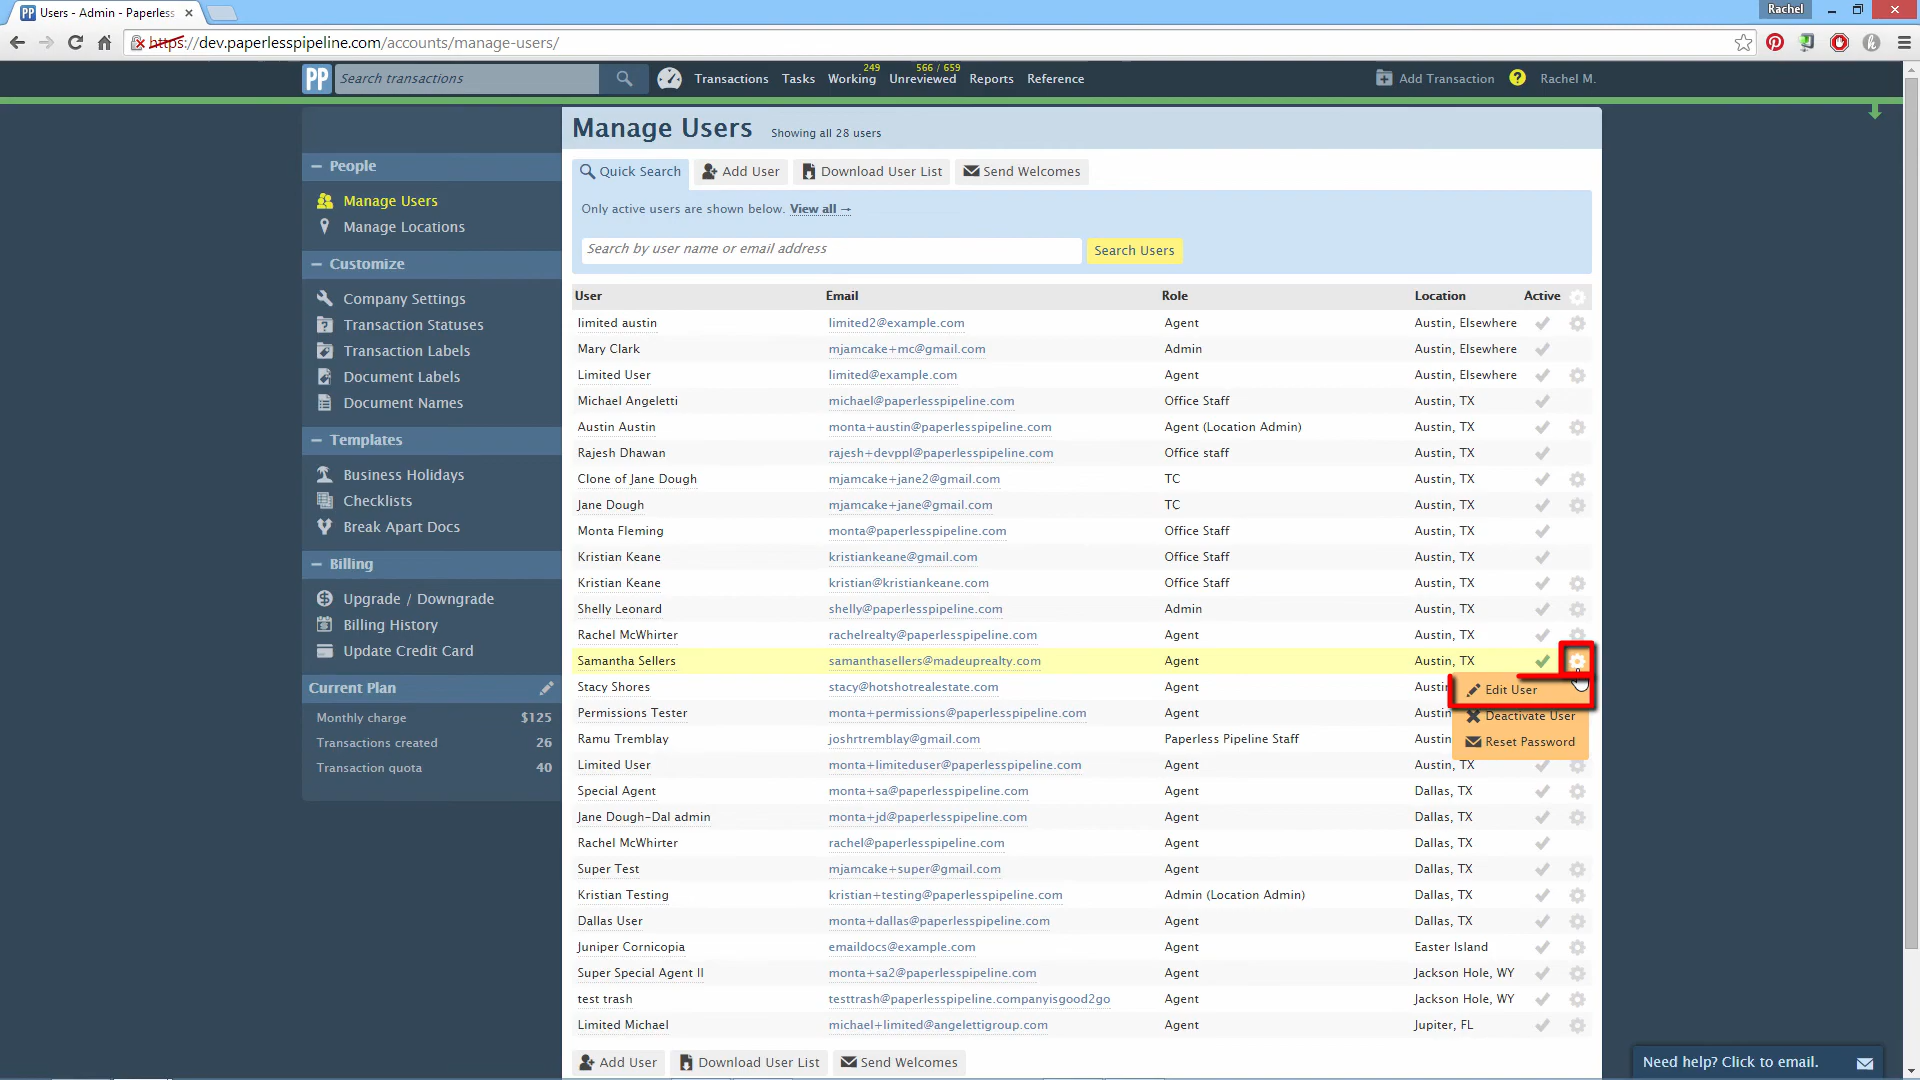 Users - Admin - Paperless
Rachel
https://dev.paperlesspipeline.com/accounts/manage-users/
PP Search transactions Transactions Tasks Working 249 Unreviewed 566 / 659 Reports Reference Add Transaction ? Rachel M.
Manage Users Showing all 28 users
People
Manage Users
Manage Locations
Customize
Company Settings
Transaction Statuses
Transaction Labels
Document Labels
Document Names
Templates
Business Holidays
Checklists
Break Apart Docs
Billing
Upgrade / Downgrade
Billing History
Update Credit Card
Current Plan
Monthly charge $125
Transactions created 26
Transaction quota 40
Quick Search Add User Download User List Send Welcomes
Only active users are shown below. View all →
Search by user name or email address Search Users
User Email Role Location Active
limited austin limited2@example.com Agent Austin, Elsewhere
Mary Clark mjamcake+mc@gmail.com Admin Austin, Elsewhere
Limited User limited@example.com Agent Austin, Elsewhere
Michael Angeletti michael@paperlesspipeline.com Office Staff Austin, TX
Austin Austin monta+austin@paperlesspipeline.com Agent (Location Admin) Austin, TX
Rajesh Dhawan rajesh+devppl@paperlesspipeline.com Office staff Austin, TX
Clone of Jane Dough mjamcake+jane2@gmail.com TC Austin, TX
Jane Dough mjamcake+jane@gmail.com TC Austin, TX
Monta Fleming monta@paperlesspipeline.com Office Staff Austin, TX
Kristian Keane kristiankeane@gmail.com Office Staff Austin, TX
Kristian Keane kristian@kristiankeane.com Office Staff Austin, TX
Shelly Leonard shelly@paperlesspipeline.com Admin Austin, TX
Rachel McWhirter rachelrealty@paperlesspipeline.com Agent Austin, TX
Samantha Sellers samanthasellers@madeuprealty.com Agent Austin, TX
Stacy Shores stacy@hotshotrealestate.com Agent Austi Edit User
Permissions Tester monta+permissions@paperlesspipeline.com Agent Austin Deactivate User
Ramu Tremblay joshrtremblay@gmail.com Paperless Pipeline Staff Austin Reset Password
Limited User monta+limiteduser@paperlesspipeline.com Agent Austin, TX
Special Agent monta+sa@paperlesspipeline.com Agent Dallas, TX
Jane Dough-Dal admin monta+jd@paperlesspipeline.com Agent Dallas, TX
Rachel McWhirter rachel@paperlesspipeline.com Agent Dallas, TX
Super Test mjamcake+super@gmail.com Agent Dallas, TX
Kristian Testing kristian+testing@paperlesspipeline.com Admin (Location Admin) Dallas, TX
Dallas User monta+dallas@paperlesspipeline.com Agent Dallas, TX
Juniper Cornicopia emaildocs@example.com Agent Easter Island
Super Special Agent II monta+sa2@paperlesspipeline.com Agent Jackson Hole, WY
test trash testtrash@paperlesspipeline.companyisgood2go Agent Jackson Hole, WY
Limited Michael michael+limited@angelettigroup.com Agent Jupiter, FL
Add User Download User List Send Welcomes
Need help? Click to email.